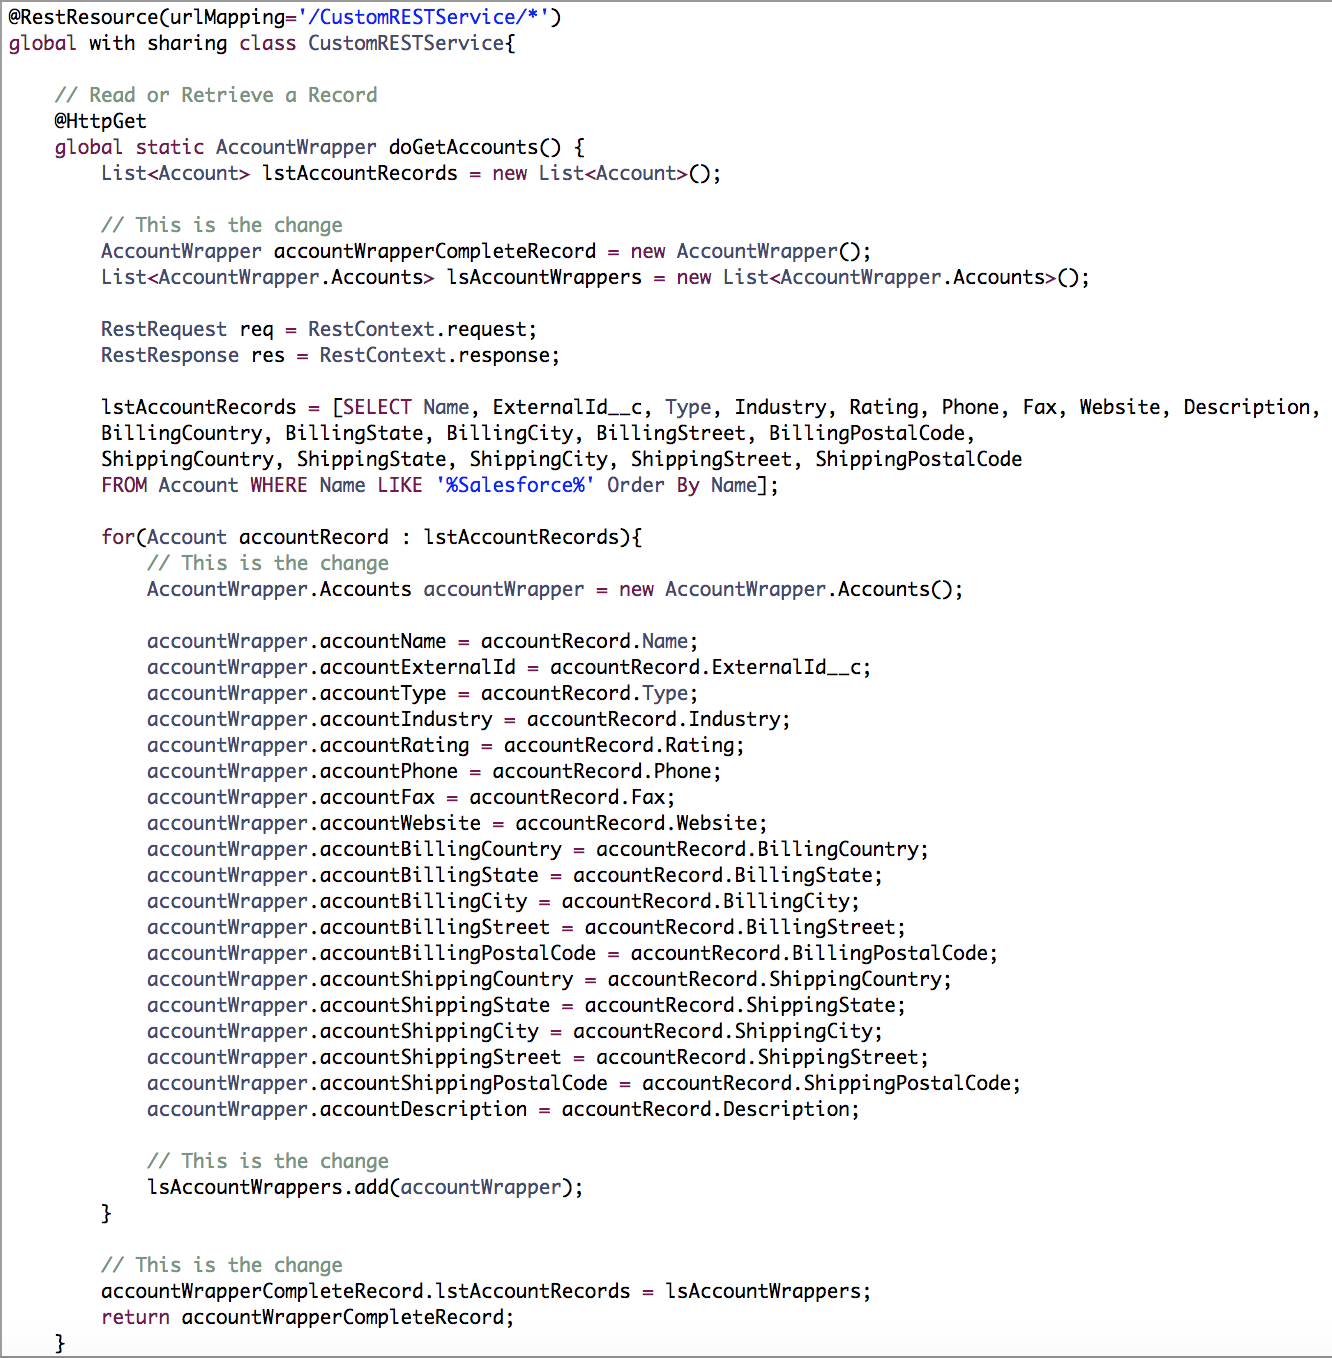 @RestResource(urlMapping='/CustomRESTService/*')
global with sharing class CustomRESTService{
// Read or Retrieve a Record
@HttpGet
global static AccountWrapper doGetAccounts() {
List<Account> lstAccountRecords = new List<Account>();
// This is the change
AccountWrapper accountWrapperCompleteRecord = new AccountWrapper();
List<AccountWrapper.Accounts> lsAccountWrappers = new List<AccountWrapper.Accounts>();
RestRequest req = RestContext.request;
RestResponse res = RestContext.response;
lstAccountRecords = [SELECT Name, ExternalId__c, Type, Industry, Rating, Phone, Fax, Website, Description,
BillingCountry, BillingState, BillingCity, BillingStreet, BillingPostalCode,
ShippingCountry, ShippingState, ShippingCity, ShippingStreet, ShippingPostalCode
FROM Account WHERE Name LIKE '%Salesforce%' Order By Name];
for(Account accountRecord : lstAccountRecords){
// This is the change
AccountWrapper.Accounts accountWrapper = new AccountWrapper.Accounts();
accountWrapper.accountName = accountRecord.Name;
accountWrapper.accountExternalId = accountRecord.ExternalId__c;
accountWrapper.accountType = accountRecord.Type;
accountWrapper.accountIndustry = accountRecord.Industry;
accountWrapper.accountRating = accountRecord.Rating;
accountWrapper.accountPhone = accountRecord.Phone;
accountWrapper.accountFax = accountRecord.Fax;
accountWrapper.accountWebsite = accountRecord.Website;
accountWrapper.accountBillingCountry = accountRecord.BillingCountry;
accountWrapper.accountBillingState = accountRecord.BillingState;
accountWrapper.accountBillingCity = accountRecord.BillingCity;
accountWrapper.accountBillingStreet = accountRecord.BillingStreet;
accountWrapper.accountBillingPostalCode = accountRecord.BillingPostalCode;
accountWrapper.accountShippingCountry = accountRecord.ShippingCountry;
accountWrapper.accountShippingState = accountRecord.ShippingState;
accountWrapper.accountShippingCity = accountRecord.ShippingCity;
accountWrapper.accountShippingStreet = accountRecord.ShippingStreet;
accountWrapper.accountShippingPostalCode = accountRecord.ShippingPostalCode;
accountWrapper.accountDescription = accountRecord.Description;
// This is the change
lsAccountWrappers.add(accountWrapper);
}
// This is the change
accountWrapperCompleteRecord.lstAccountRecords = lsAccountWrappers;
return accountWrapperCompleteRecord;
}